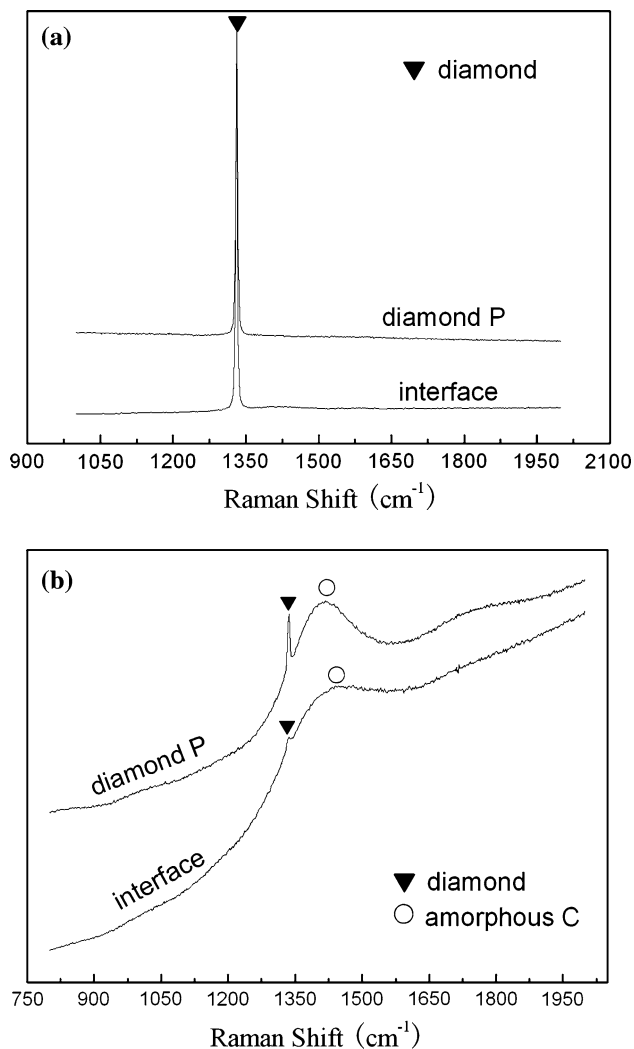 (a)
diamond
diamond P
interface
900 1050 1200 1350 1500 1650 1800 1950 2100
Raman Shift (cm-1)
(b)
diamond P
interface
diamond
amorphous C
750 900 1050 1200 1350 1500 1650 1800 1950
Raman Shift (cm-1)